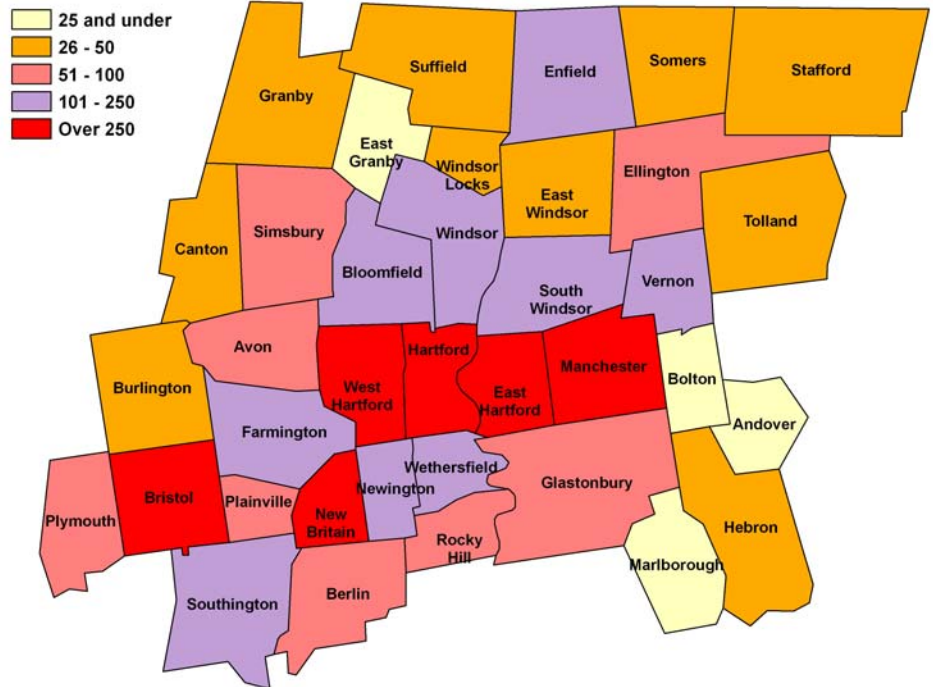 25 and under
26 - 50
51 - 100
101 - 250
Over 250
Granby
Suffield
Enfield
Somers
Stafford
East
Granby
Windsor
Locks
East
Windsor
Ellington
Tolland
Canton
Simsbury
Bloomfield
Windsor
South
Windsor
Vernon
Burlington
Avon
West
Hartford
Hartford
East
Hartford
Manchester
Bolton
Andover
Farmington
Wethersfield
Newington
Glastonbury
Plymouth
Bristol
Plainville
New
Britain
Rocky
Hill
Hebron
Marlborough
Southington
Berlin